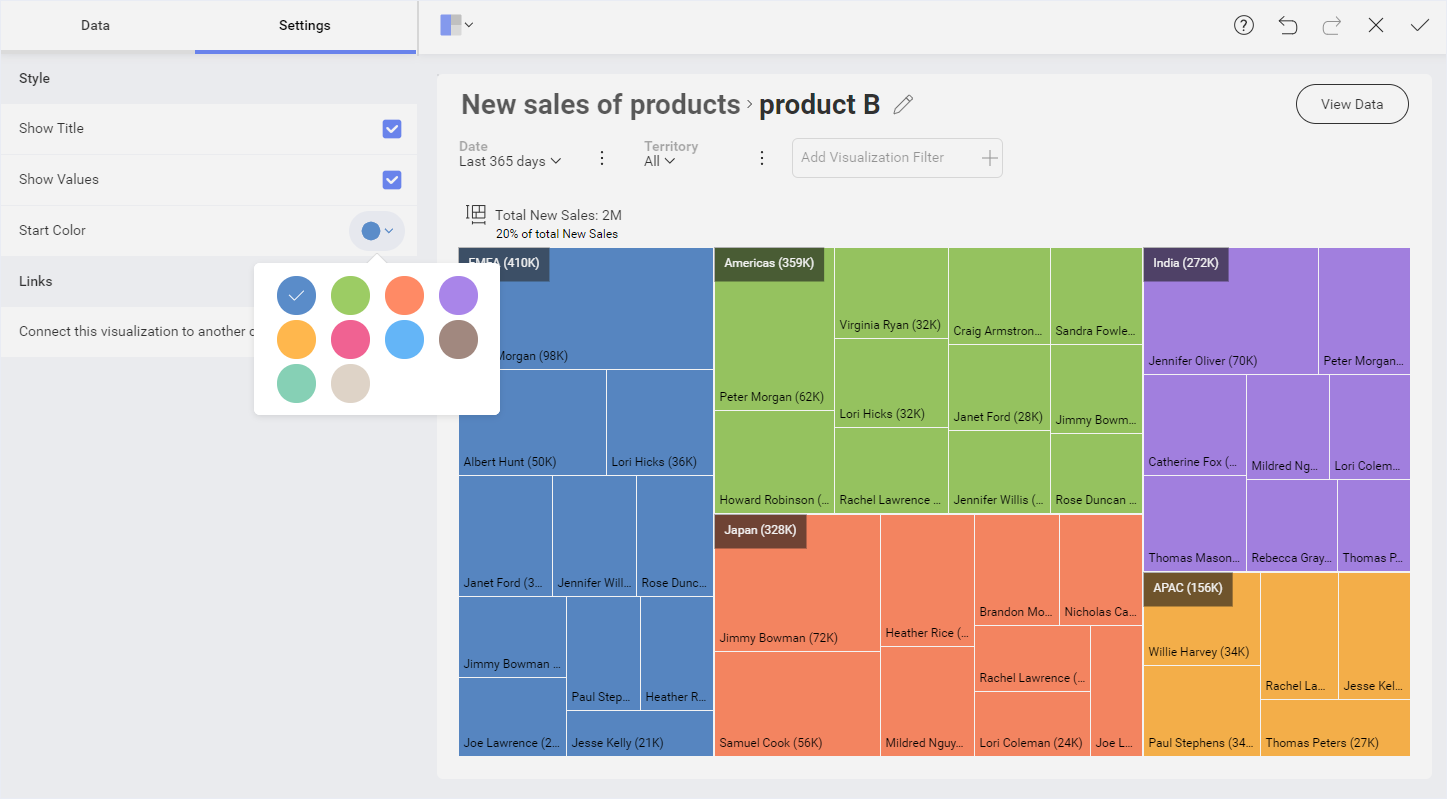 Data
Settings
Style
Show Title
Show Values
Start Color
Links
Connect this visualization to another
New sales of products › product B
View Data
Date
Last 365 days
Territory
All
Add Visualization Filter
Total New Sales: 2M
20% of total New Sales
EMEA (410K)
Morgan (98K)
Albert Hunt (50K)
Lori Hicks (36K)
Janet Ford (3...
Jennifer Will...
Rose Dunc...
Jimmy Bowman ...
Paul Step...
Heather R...
Joe Lawrence (2...
Jesse Kelly (21K)
Americas (359K)
Peter Morgan (62K)
Virginia Ryan (32K)
Craig Armstron...
Sandra Fowle...
Lori Hicks (32K)
Janet Ford (28K)
Jimmy Bowm...
Howard Robinson (...
Rachel Lawrence ...
Jennifer Willis (...
Rose Duncan ...
Japan (328K)
Jimmy Bowman (72K)
Heather Rice (...
Brandon Mo...
Nicholas Ca...
Rachel Lawrence (...
Samuel Cook (56K)
Mildred Nguy...
Lori Coleman (24K)
Joe L...
India (272K)
Jennifer Oliver (70K)
Peter Morgan...
Catherine Fox (...
Mildred Ng...
Lori Colem...
Thomas Mason...
Rebecca Gray...
Thomas P...
APAC (156K)
Willie Harvey (34K)
Rachel La...
Jesse Kel...
Paul Stephens (34...
Thomas Peters (27K)